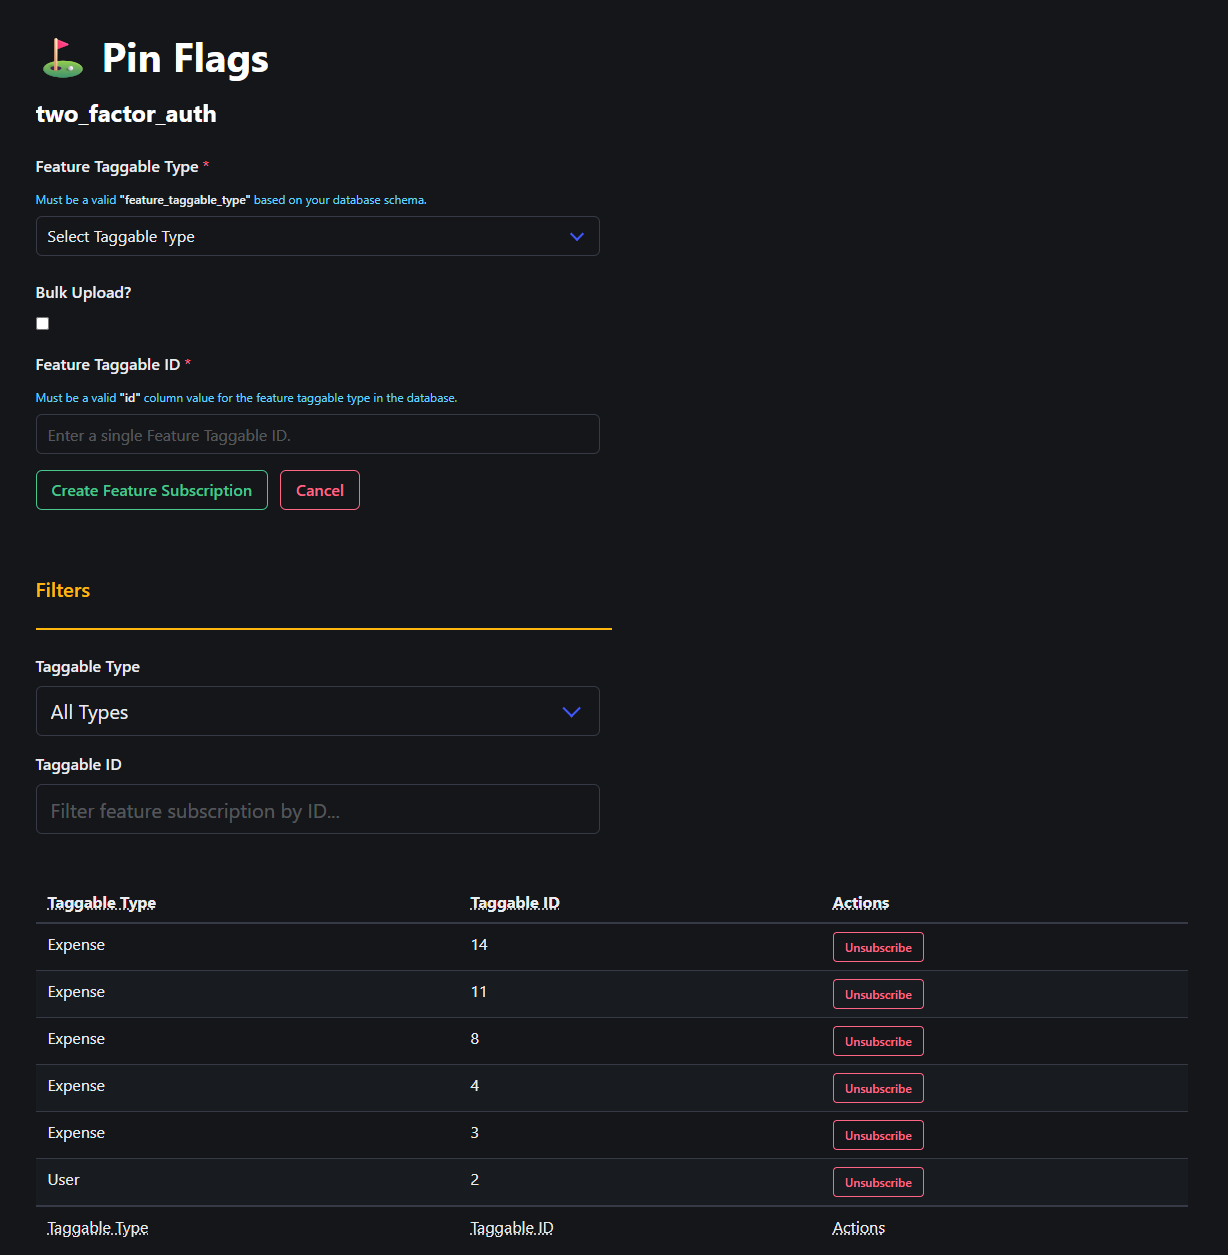 Pin Flags
two_factor_auth
Feature Taggable Type *
Must be a valid "feature_taggable_type" based on your database schema.
Select Taggable Type
Bulk Upload?
Feature Taggable ID *
Must be a valid "id" column value for the feature taggable type in the database.
Enter a single Feature Taggable ID.
Create Feature Subscription Cancel
Filters
Taggable Type
All Types
Taggable ID
Filter feature subscription by ID...
Taggable Type Taggable ID Actions
Expense 14 Unsubscribe
Expense 11 Unsubscribe
Expense 8 Unsubscribe
Expense 4 Unsubscribe
Expense 3 Unsubscribe
User 2 Unsubscribe
Taggable Type Taggable ID Actions